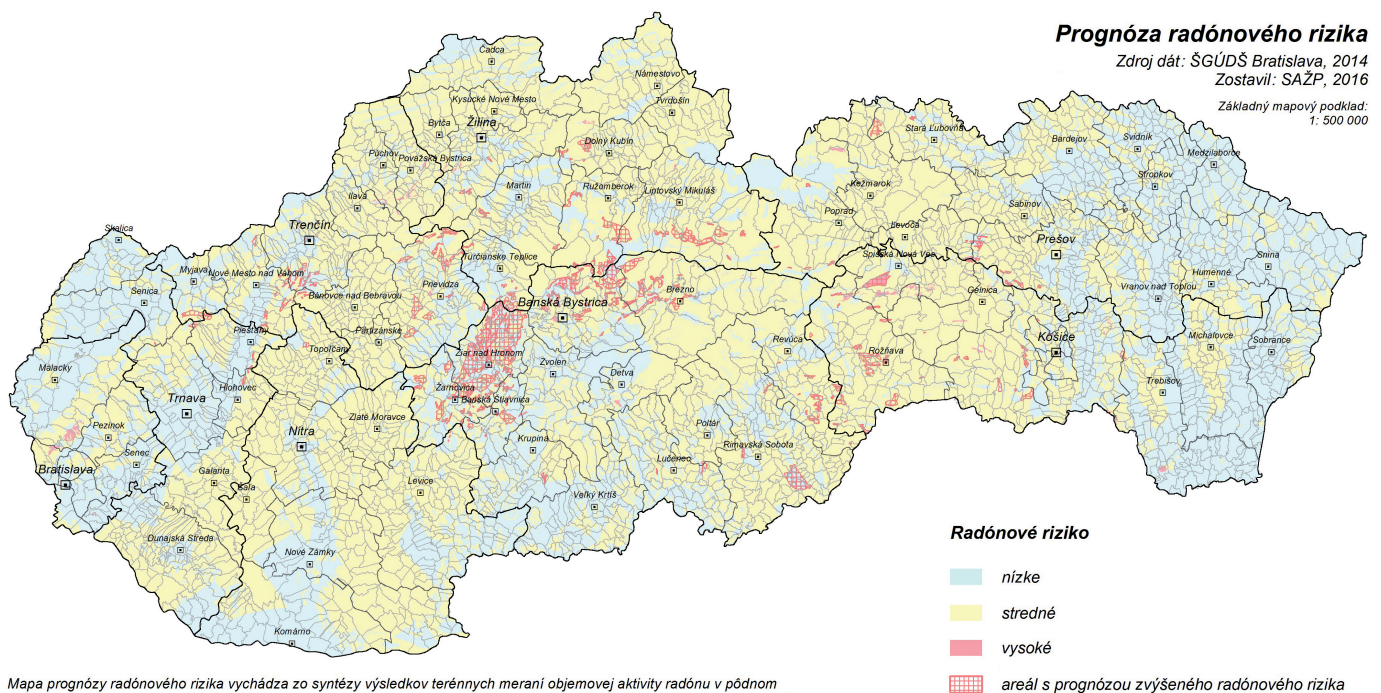 Prognóza radónového rizika
Zdroj dát: ŠGÚDŠ Bratislava, 2014
Zostavil: SAŽP, 2016
Základný mapový podklad:
1: 500 000
Čadca
Námestovo
Kysucké Nové Mesto
Tvrdošín
Bytča
Žilina
Stará Ľubovňa
Bardejov
Svidník
Dolný Kubín
Medzilaborce
Púchov
Považská Bystrica
Stropkov
Martin
Ružomberok
Liptovský Mikuláš
Kežmarok
Ilava
Sabinov
Poprad
Levoča
Skalica
Trenčín
Prešov
Turčianske Teplice
Spišská Nová Ves
Snina
Myjava
Nové Mesto nad Váhom
Humenné
Senica
Bánovce nad Bebravou
Prievidza
Banská Bystrica
Brezno
Gelnica
Vranov nad Topľou
Piešťany
Partizánske
Košice
Topoľčany
Žiar nad Hronom
Zvolen
Revúca
Rožňava
Michalovce
Sobrance
Malacky
Hlohovec
Žarnovica
Detva
Trebišov
Trnava
Banská Štiavnica
Zlaté Moravce
Pezinok
Nitra
Krupina
Poltár
Rimavská Sobota
Senec
Bratislava
Galanta
Lučenec
Šaľa
Levice
Veľký Krtíš
Dunajská Streda
Nové Zámky
Komárno
Radónové riziko
nízke
stredné
vysoké
areál s prognózou zvýšeného radónového rizika
Mapa prognózy radónového rizika vychádza zo syntézy výsledkov terénnych meraní objemovej aktivity radónu v pôdnom